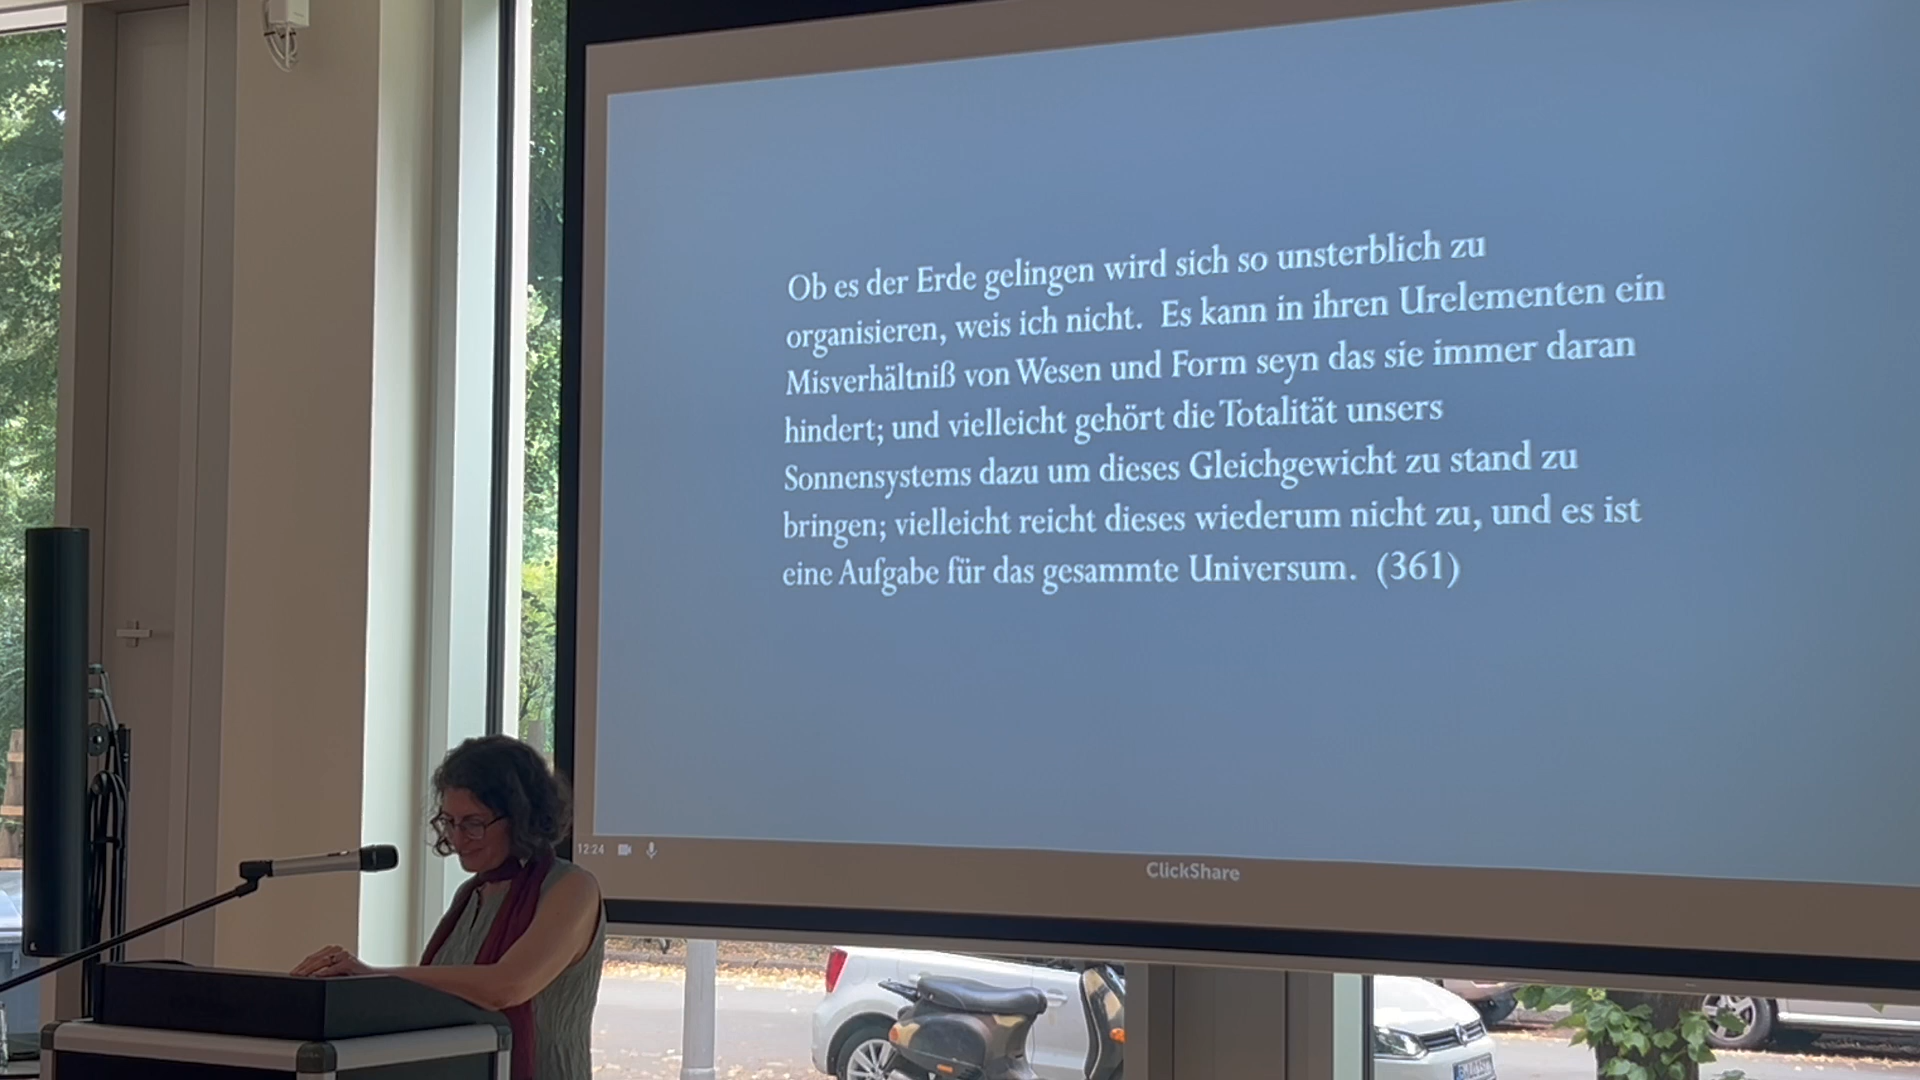 Ob es der Erde gelingen wird sich so unsterblich zu
organisieren, weis ich nicht. Es kann in ihren Urelementen ein
Misverhältniß von Wesen und Form seyn das sie immer daran
hindert; und vielleicht gehört die Totalität unsers
Sonnensystems dazu um dieses Gleichgewicht zu stand zu
bringen; vielleicht reicht dieses wiederum nicht zu, und es ist
eine Aufgabe für das gesammte Universum. (361)
12:24
ClickShare